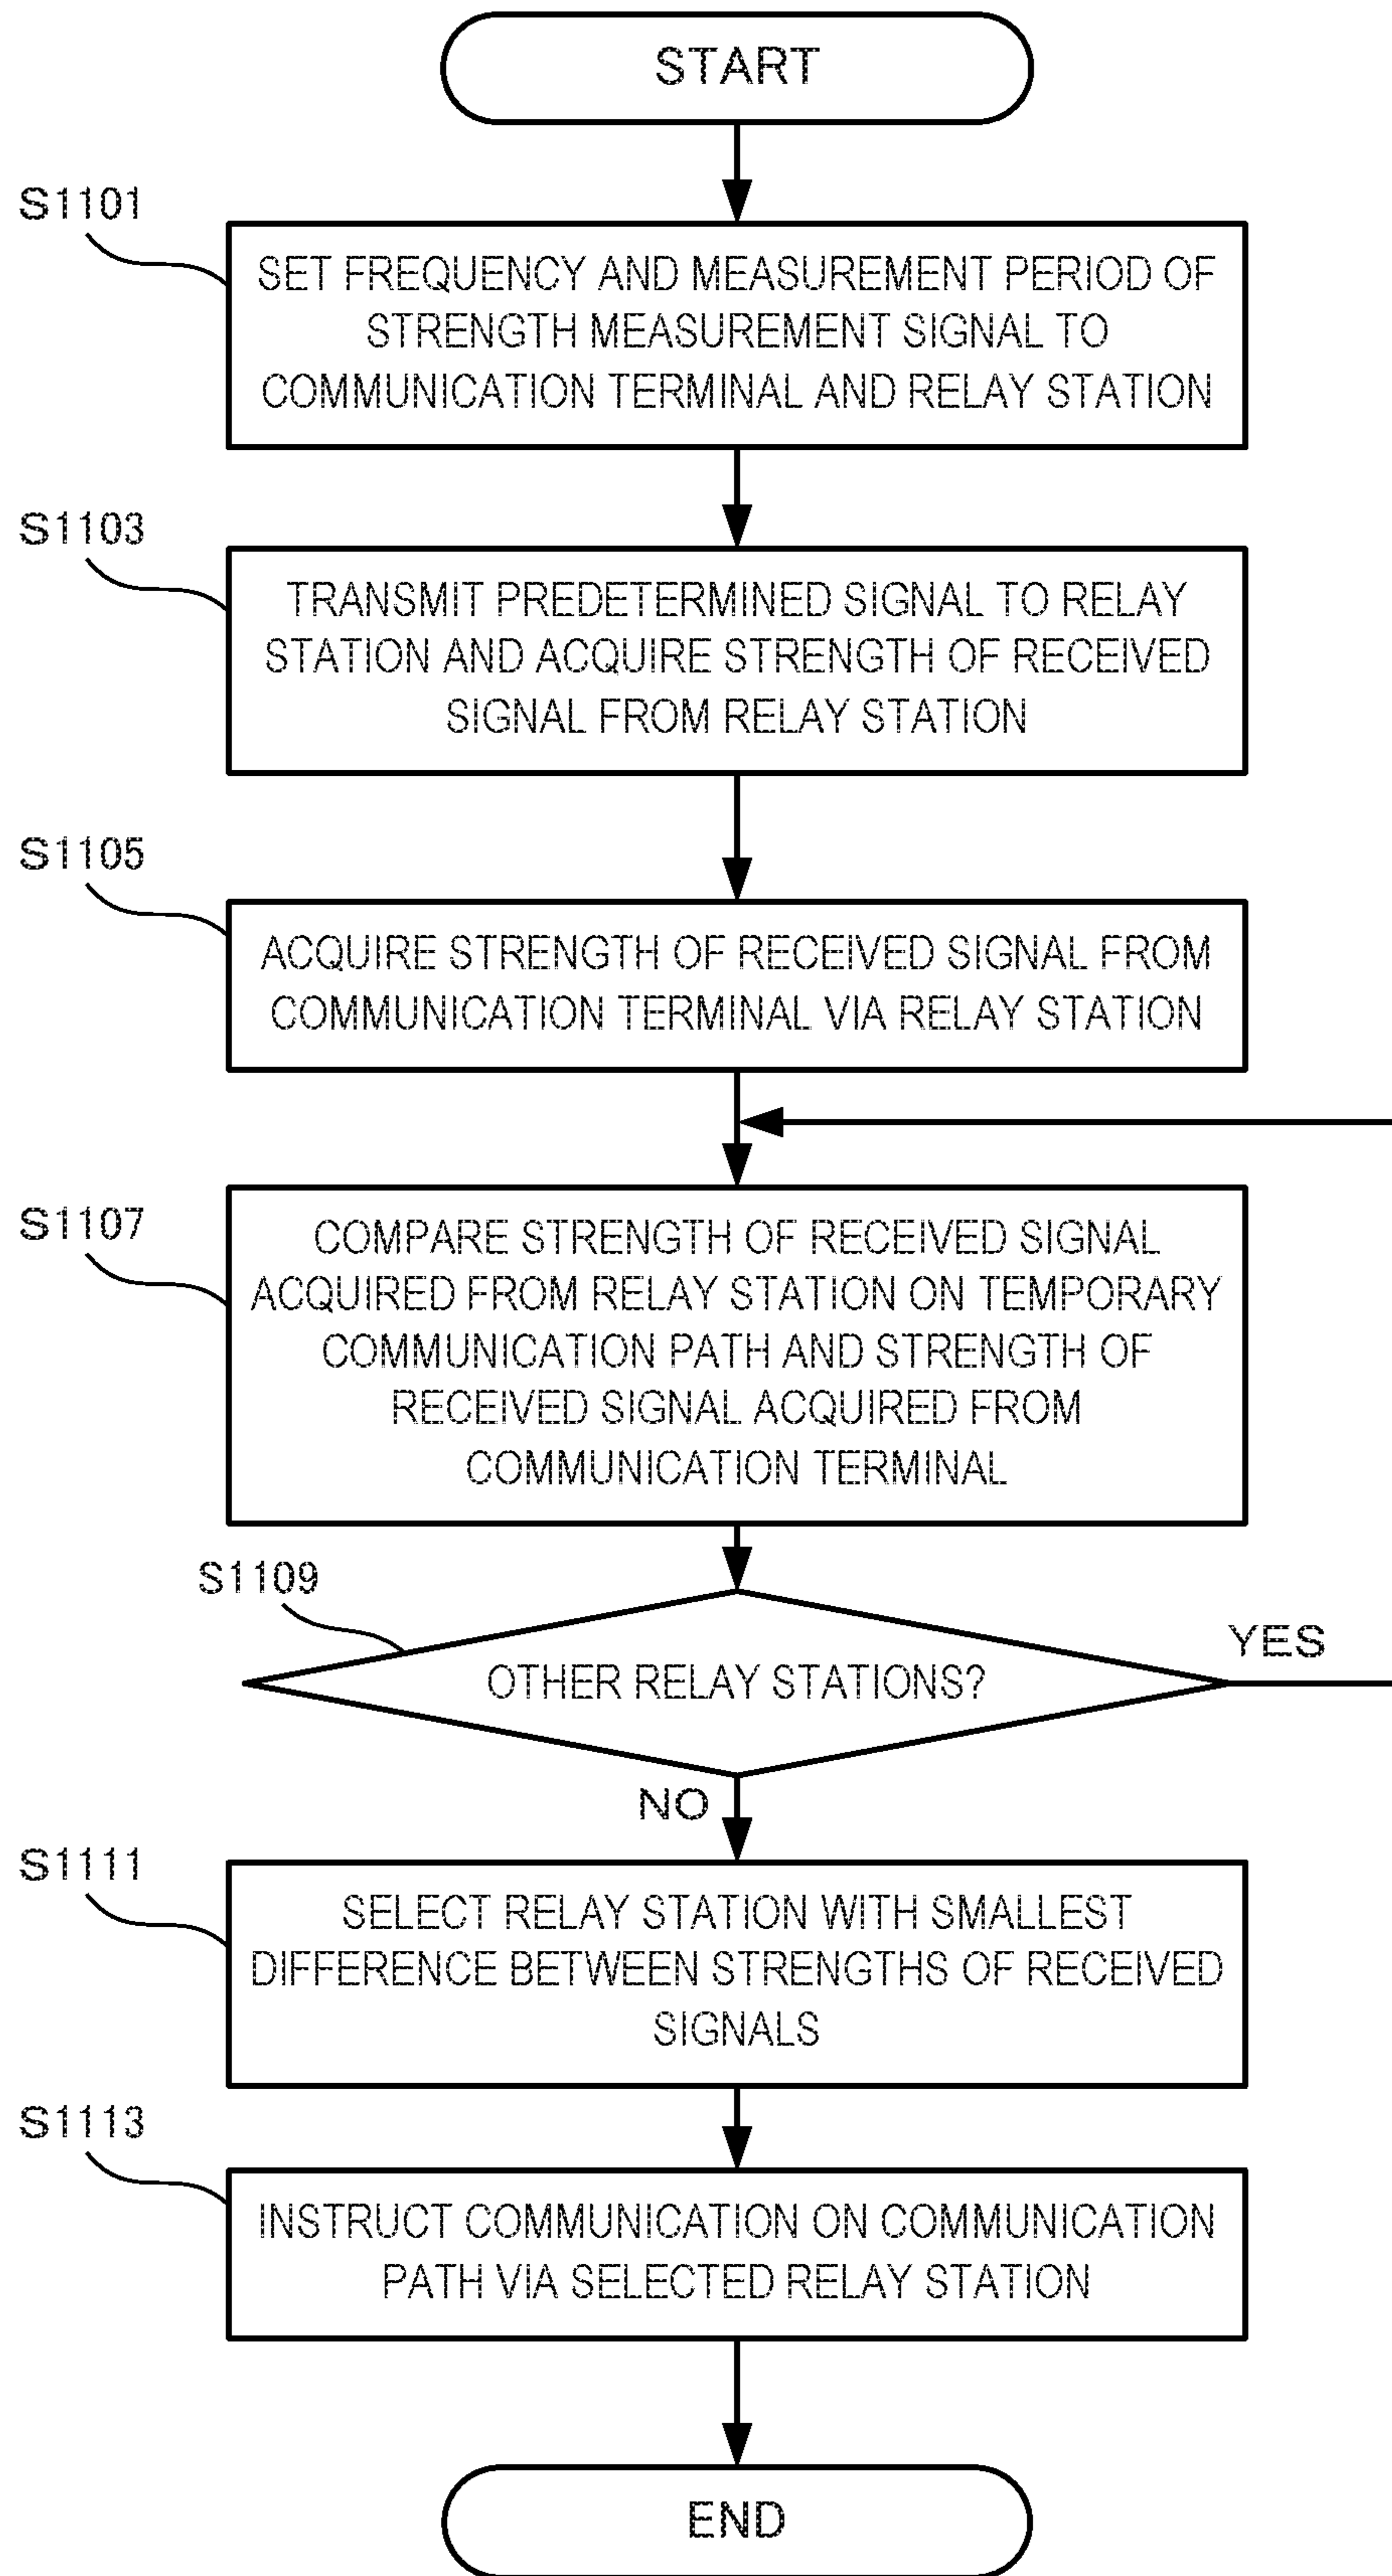 START
S1101
SET FREQUENCY AND MEASUREMENT PERIOD OF
STRENGTH MEASUREMENT SIGNAL TO
COMMUNICATION TERMINAL AND RELAY STATION
S1103
TRANSMIT PREDETERMINED SIGNAL TO RELAY
STATION AND ACQUIRE STRENGTH OF RECEIVED
SIGNAL FROM RELAY STATION
S1105
ACQUIRE STRENGTH OF RECEIVED SIGNAL FROM
COMMUNICATION TERMINAL VIA RELAY STATION
S1107
COMPARE STRENGTH OF RECEIVED SIGNAL
ACQUIRED FROM RELAY STATION ON TEMPORARY
COMMUNICATION PATH AND STRENGTH OF
RECEIVED SIGNAL ACQUIRED FROM
COMMUNICATION TERMINAL
S1109
OTHER RELAY STATIONS?
YES
NO
S1111
SELECT RELAY STATION WITH SMALLEST
DIFFERENCE BETWEEN STRENGTHS OF RECEIVED
SIGNALS
S1113
INSTRUCT COMMUNICATION ON COMMUNICATION
PATH VIA SELECTED RELAY STATION
END